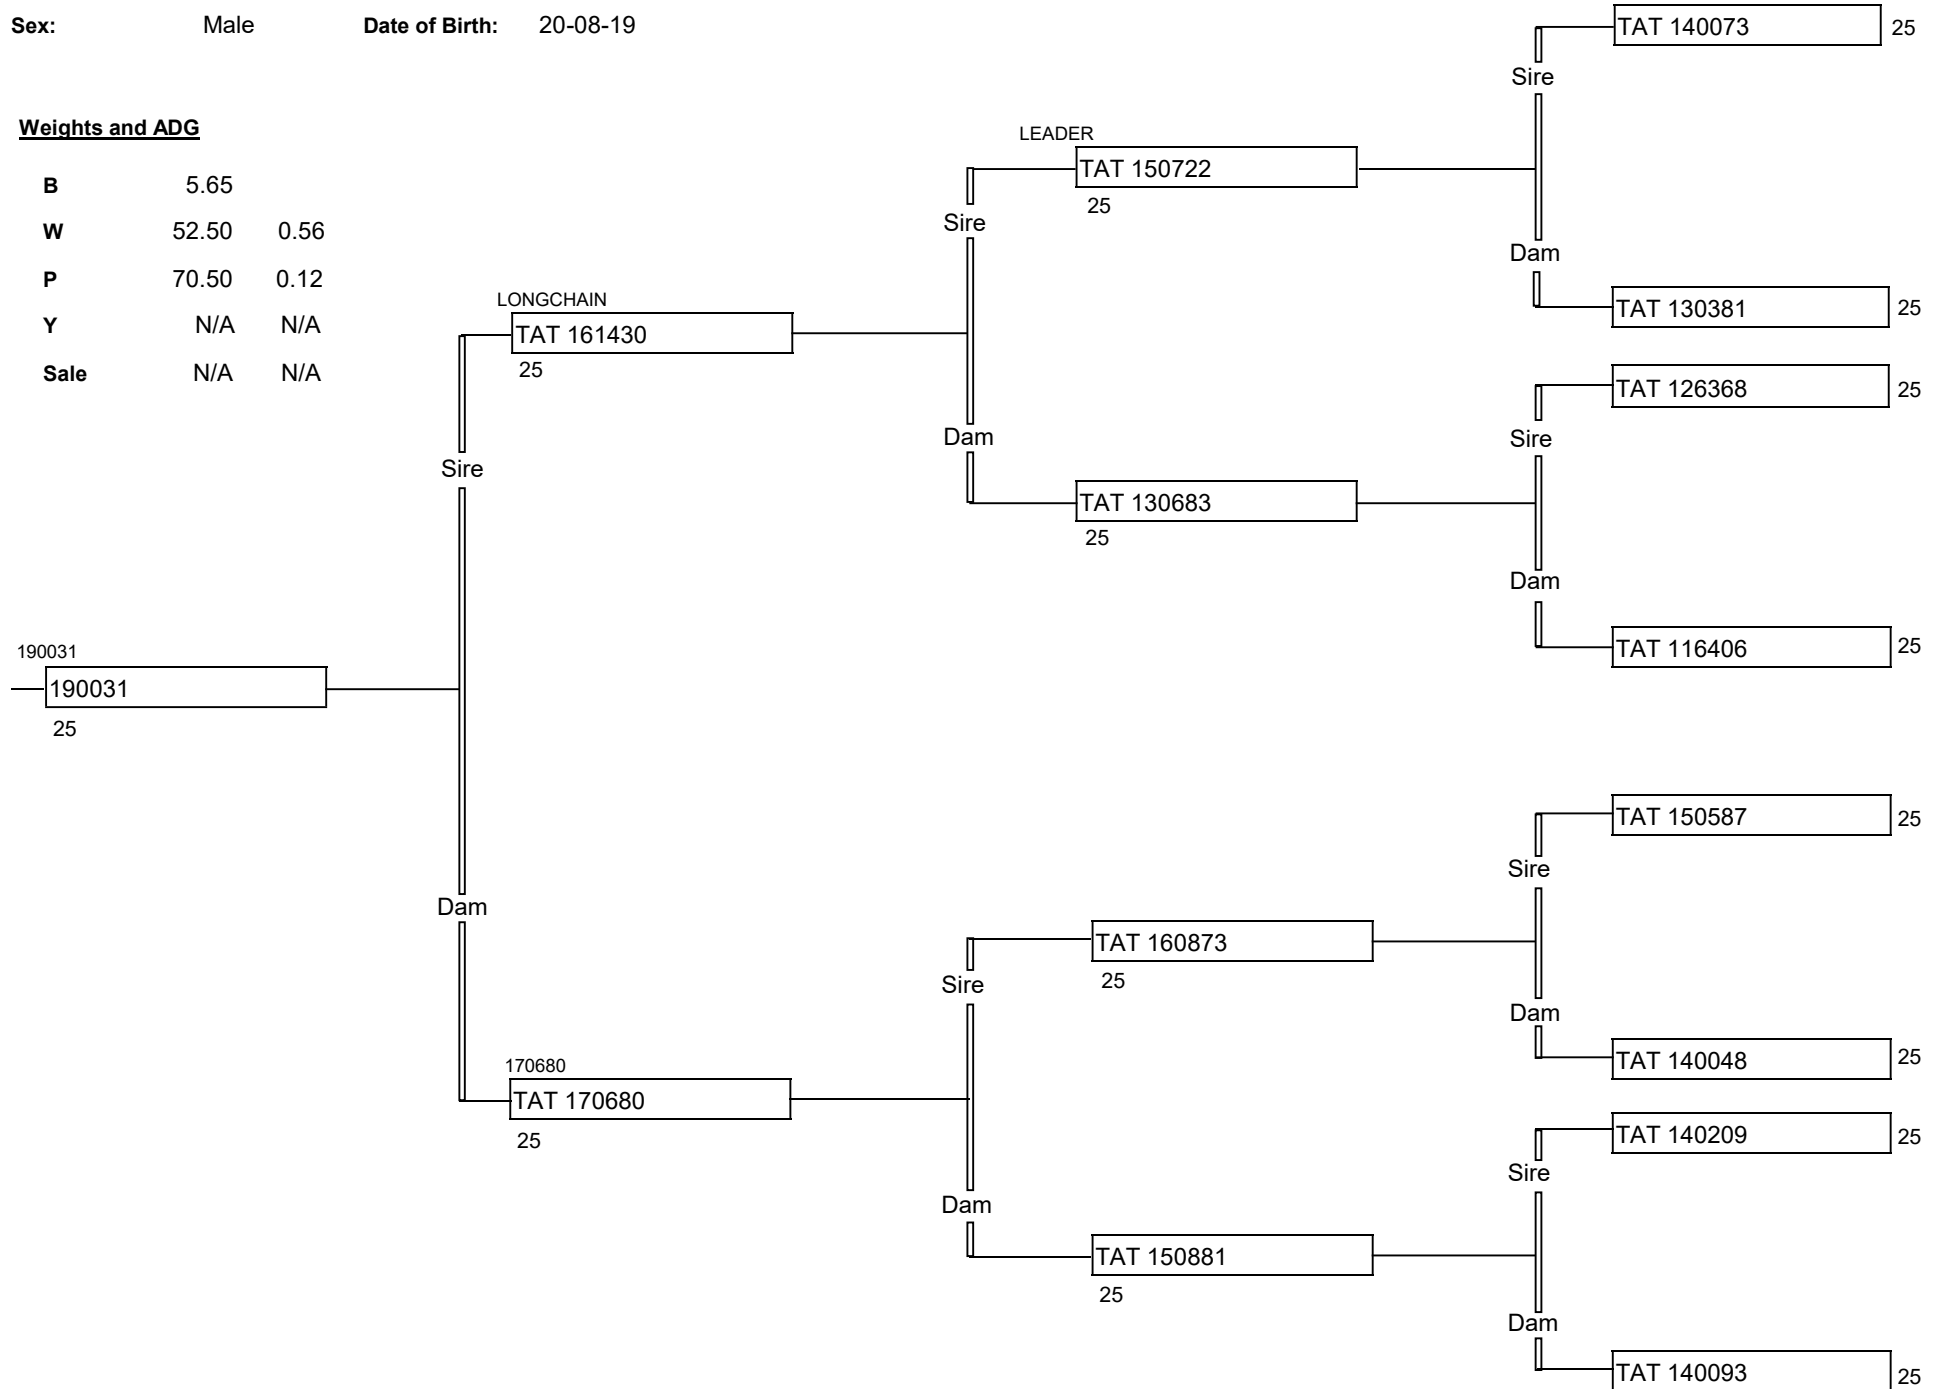 Sex: Male Date of Birth: 20-08-19
Weights and ADG
B 5.65
W 52.50 0.56
P 70.50 0.12
Y N/A N/A
Sale N/A N/A
190031
190031
25
Sire
Dam
LONGCHAIN
TAT 161430
25
170680
TAT 170680
25
Sire
Dam
Sire
Dam
LEADER
TAT 150722
25
TAT 130683
25
TAT 160873
25
TAT 150881
25
Sire
Dam
Sire
Dam
Sire
Dam
Sire
Dam
TAT 140073 25
TAT 130381 25
TAT 126368 25
TAT 116406 25
TAT 150587 25
TAT 140048 25
TAT 140209 25
TAT 140093 25